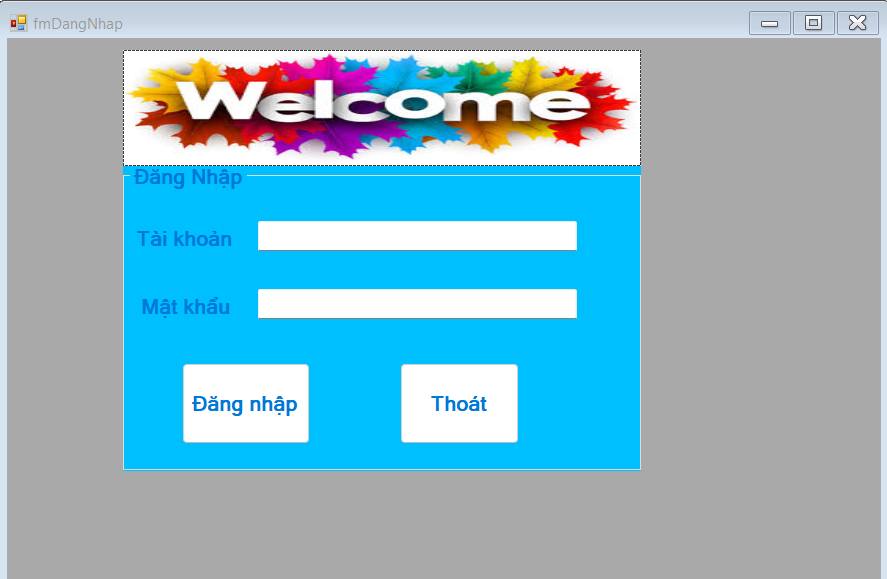 fmDangNhap
Welcome
Đăng Nhập
Tài khoản
Mật khẩu
Đăng nhập Thoát